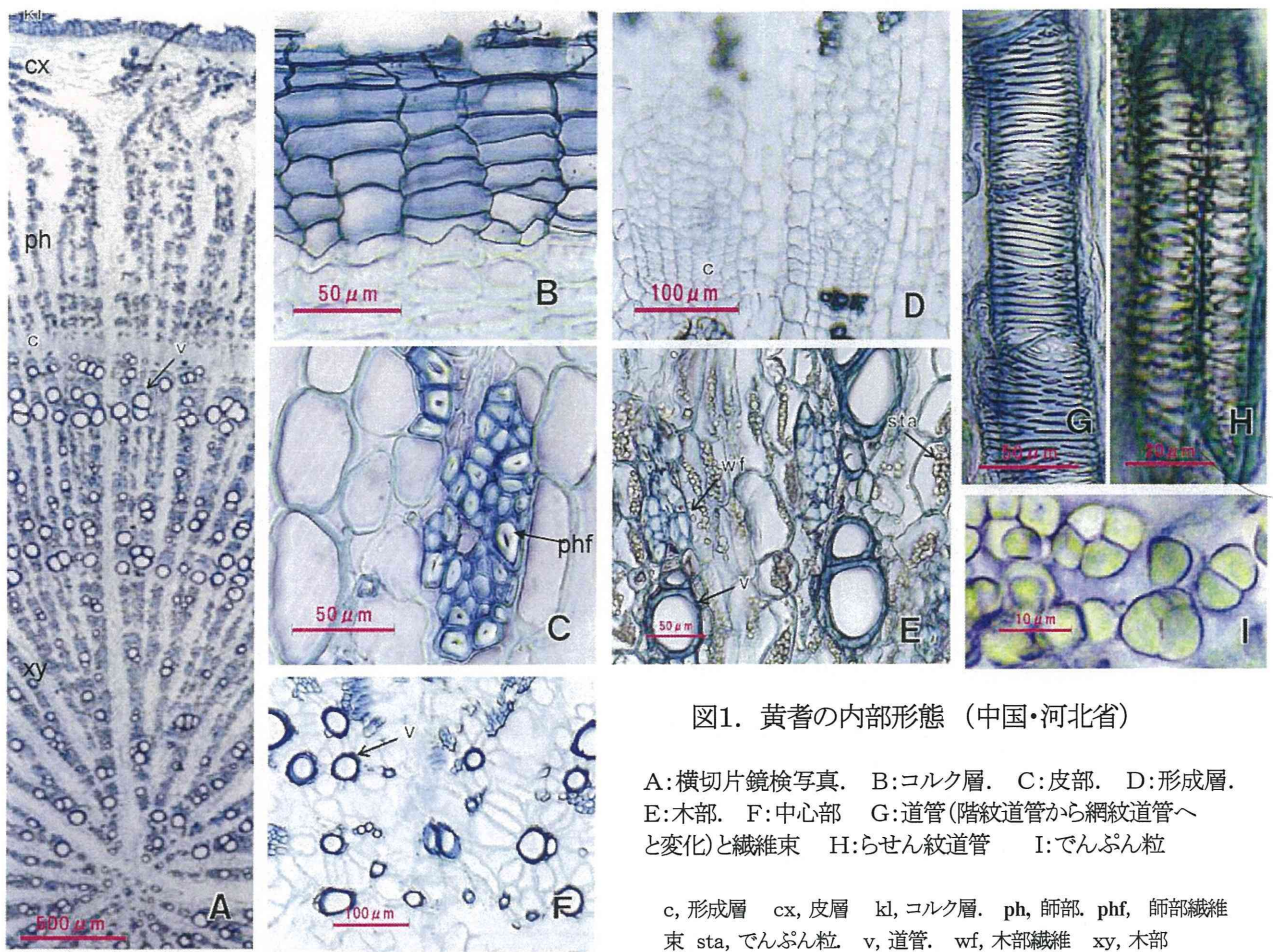 kl
cx
ph
c
v
xy
500 μm
A
50 μm
B
phf
50 μm
C
c
100 μm
D
sta
wf
v
50 μm
E
v
100 μm
F
50 μm
G
H
10 μm
I
図1. 黄耆の内部形態 (中国・河北省)
A:横切片鏡検写真. B:コルク層. C:皮部. D:形成層.
E:木部. F:中心部 G:道管(階紋道管から網紋道管へ
と変化)と繊維束 H:らせん紋道管 I:でんぷん粒
c, 形成層 cx, 皮層 kl, コルク層. ph, 師部. phf, 師部繊維
束 sta, でんぷん粒. v, 道管. wf, 木部繊維 xy, 木部